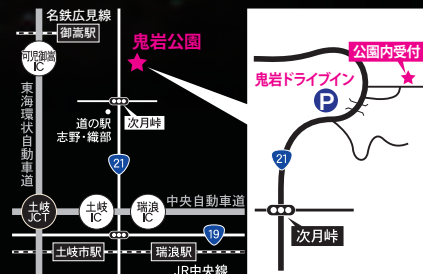 名鉄広見線
御嵩駅
鬼岩公園
可児御嵩
IC
東海環状自動車道
道の駅
志野・織部
次月峠
21
土岐
JCT
土岐
IC
瑞浪
IC
中央自動車道
19
土岐市駅
瑞浪駅
JR中央線
公園内受付
鬼岩ドライブイン
P
21
次月峠